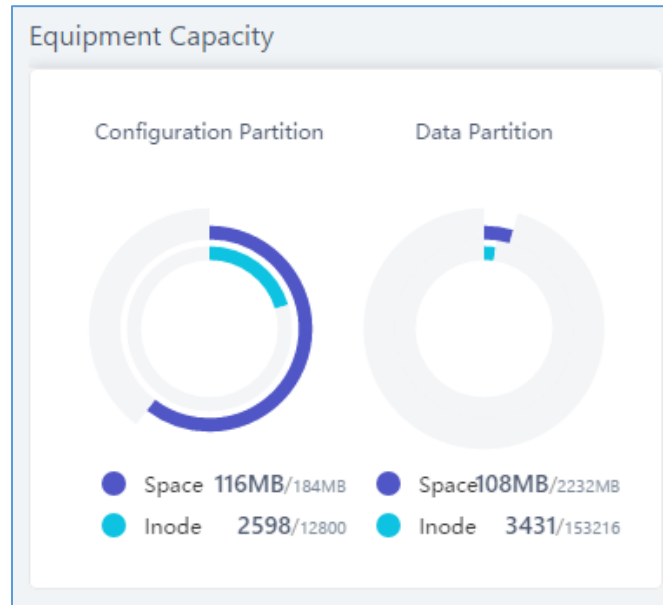 Equipment Capacity
Configuration Partition
Data Partition
Space 116MB/184MB
Inode 2598/12800
Space108MB/2232MB
Inode 3431/153216